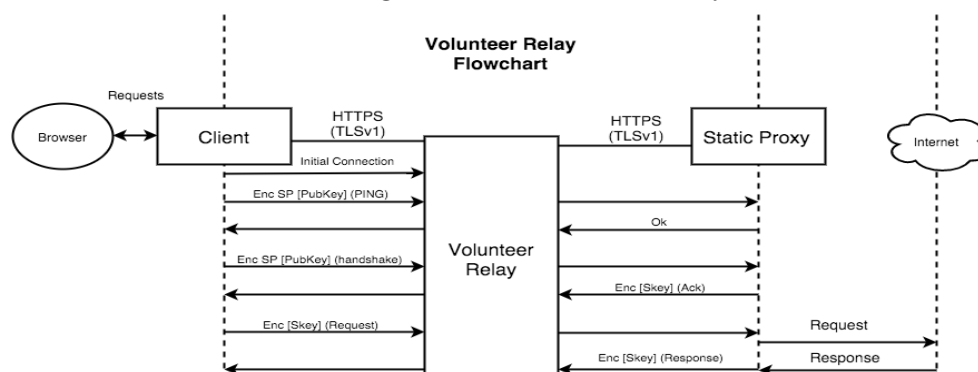 Volunteer Relay
Flowchart
Requests
Browser
Client
HTTPS
(TLSv1)
HTTPS
(TLSv1)
Static Proxy
Internet
Initial Connection
Enc SP [PubKey] (PING)
Ok
Volunteer
Relay
Enc SP [PubKey] (handshake)
Enc [Skey] (Ack)
Enc [Skey] (Request)
Request
Enc [Skey] (Response)
Response